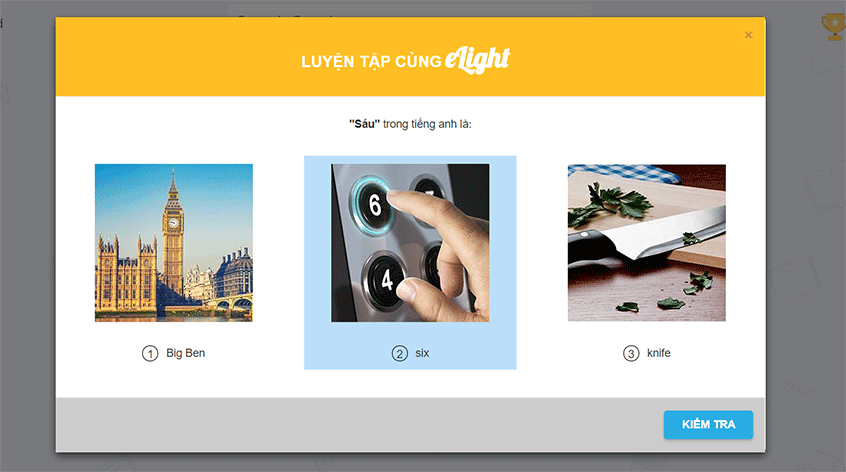 ×
LUYỆN TẬP CÙNG eLight
"Sáu" trong tiếng anh là:
6
4
1 Big Ben
2 six
3 knife
KIỂM TRA